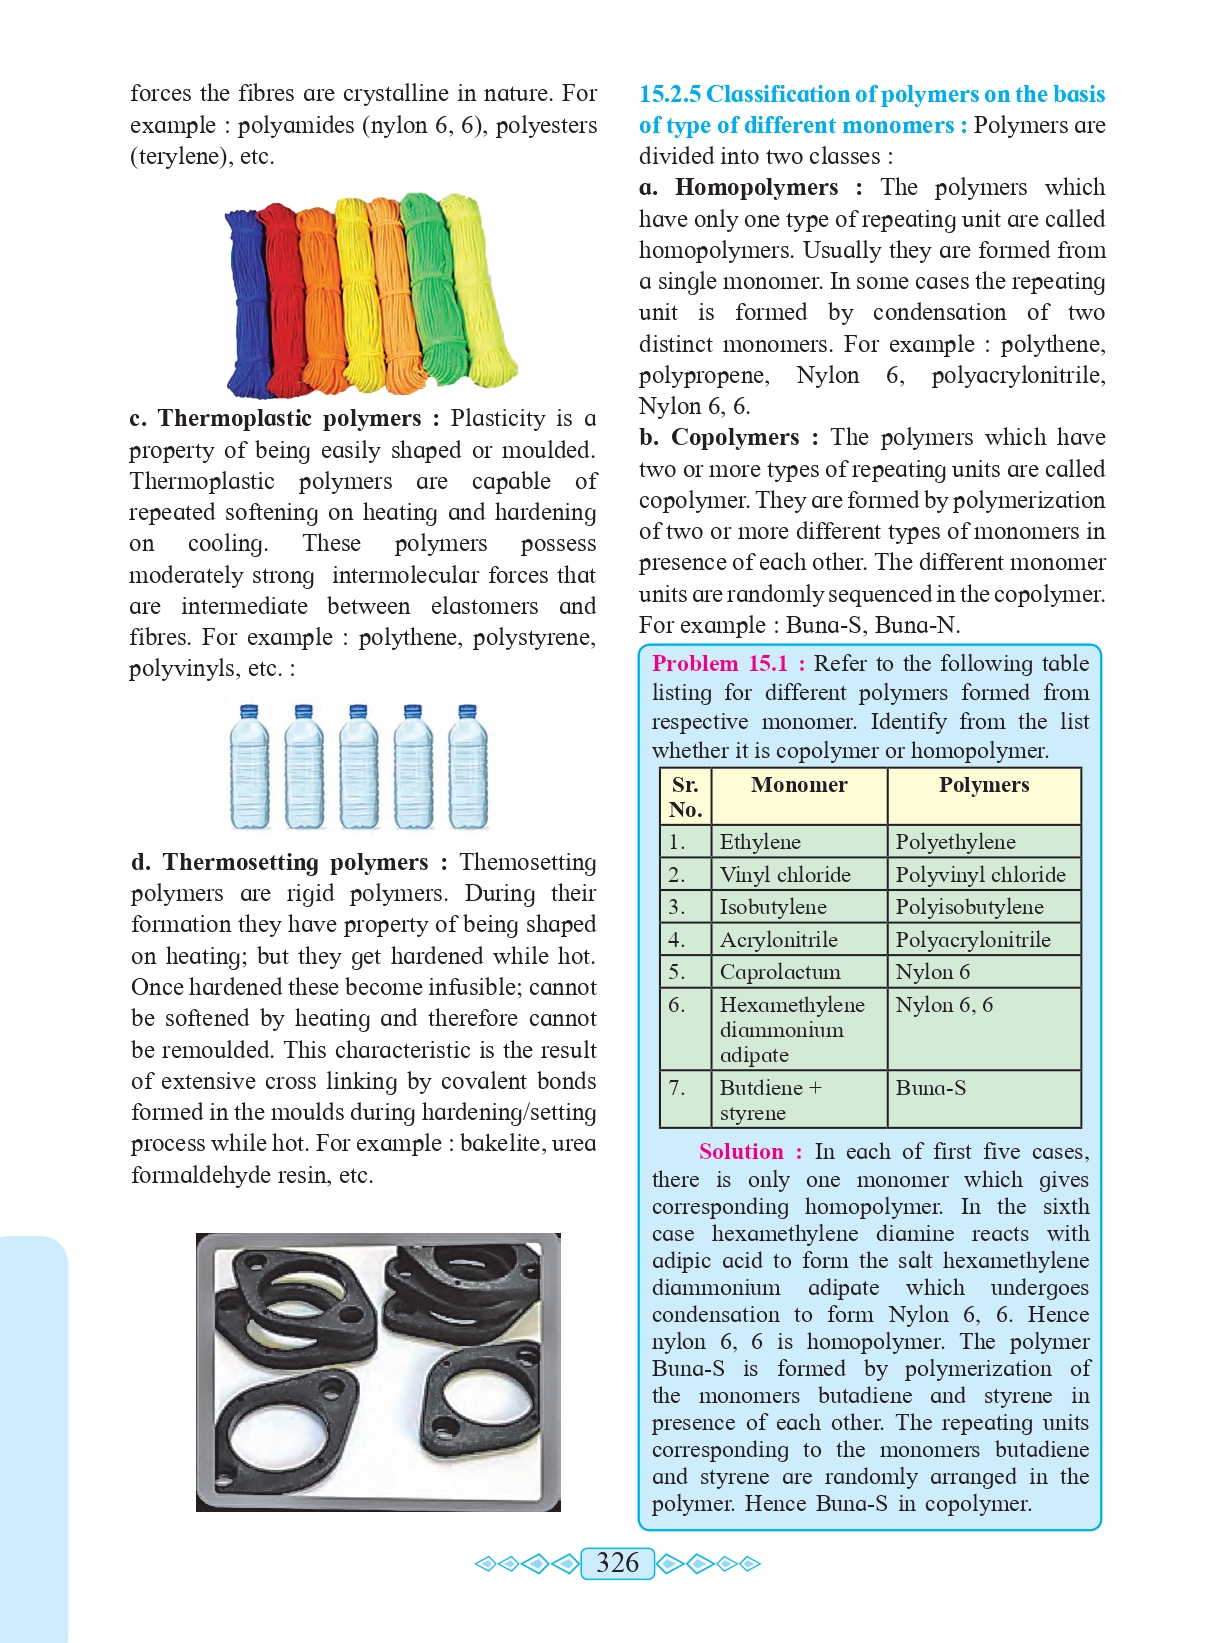 forces the fibres are crystalline in nature. For
example : polyamides (nylon 6, 6), polyesters
(terylene), etc.
c. Thermoplastic polymers : Plasticity is a
property of being easily shaped or moulded.
Thermoplastic polymers are capable of
repeated softening on heating and hardening
on cooling. These polymers possess
moderately strong intermolecular forces that
are intermediate between elastomers and
fibres. For example : polythene, polystyrene,
polyvinyls, etc. :
d. Thermosetting polymers : Themosetting
polymers are rigid polymers. During their
formation they have property of being shaped
on heating; but they get hardened while hot.
Once hardened these become infusible; cannot
be softened by heating and therefore cannot
be remoulded. This characteristic is the result
of extensive cross linking by covalent bonds
formed in the moulds during hardening/setting
process while hot. For example : bakelite, urea
formaldehyde resin, etc.
15.2.5 Classification of polymers on the basis
of type of different monomers : Polymers are
divided into two classes :
a. Homopolymers : The polymers which
have only one type of repeating unit are called
homopolymers. Usually they are formed from
a single monomer. In some cases the repeating
unit is formed by condensation of two
distinct monomers. For example : polythene,
polypropene, Nylon 6, polyacrylonitrile,
Nylon 6, 6.
b. Copolymers : The polymers which have
two or more types of repeating units are called
copolymer. They are formed by polymerization
of two or more different types of monomers in
presence of each other. The different monomer
units are randomly sequenced in the copolymer.
For example : Buna-S, Buna-N.
Problem 15.1 : Refer to the following table
listing for different polymers formed from
respective monomer. Identify from the list
whether it is copolymer or homopolymer.
Sr. Monomer Polymers
No.
1. Ethylene Polyethylene
2. Vinyl chloride Polyvinyl chloride
3. Isobutylene Polyisobutylene
4. Acrylonitrile Polyacrylonitrile
5. Caprolactum Nylon 6
6. Hexamethylene Nylon 6, 6
diammonium
adipate
7. Butdiene + Buna-S
styrene
Solution : In each of first five cases,
there is only one monomer which gives
corresponding homopolymer. In the sixth
case hexamethylene diamine reacts with
adipic acid to form the salt hexamethylene
diammonium adipate which undergoes
condensation to form Nylon 6, 6. Hence
nylon 6, 6 is homopolymer. The polymer
Buna-S is formed by polymerization of
the monomers butadiene and styrene in
presence of each other. The repeating units
corresponding to the monomers butadiene
and styrene are randomly arranged in the
polymer. Hence Buna-S in copolymer.
326